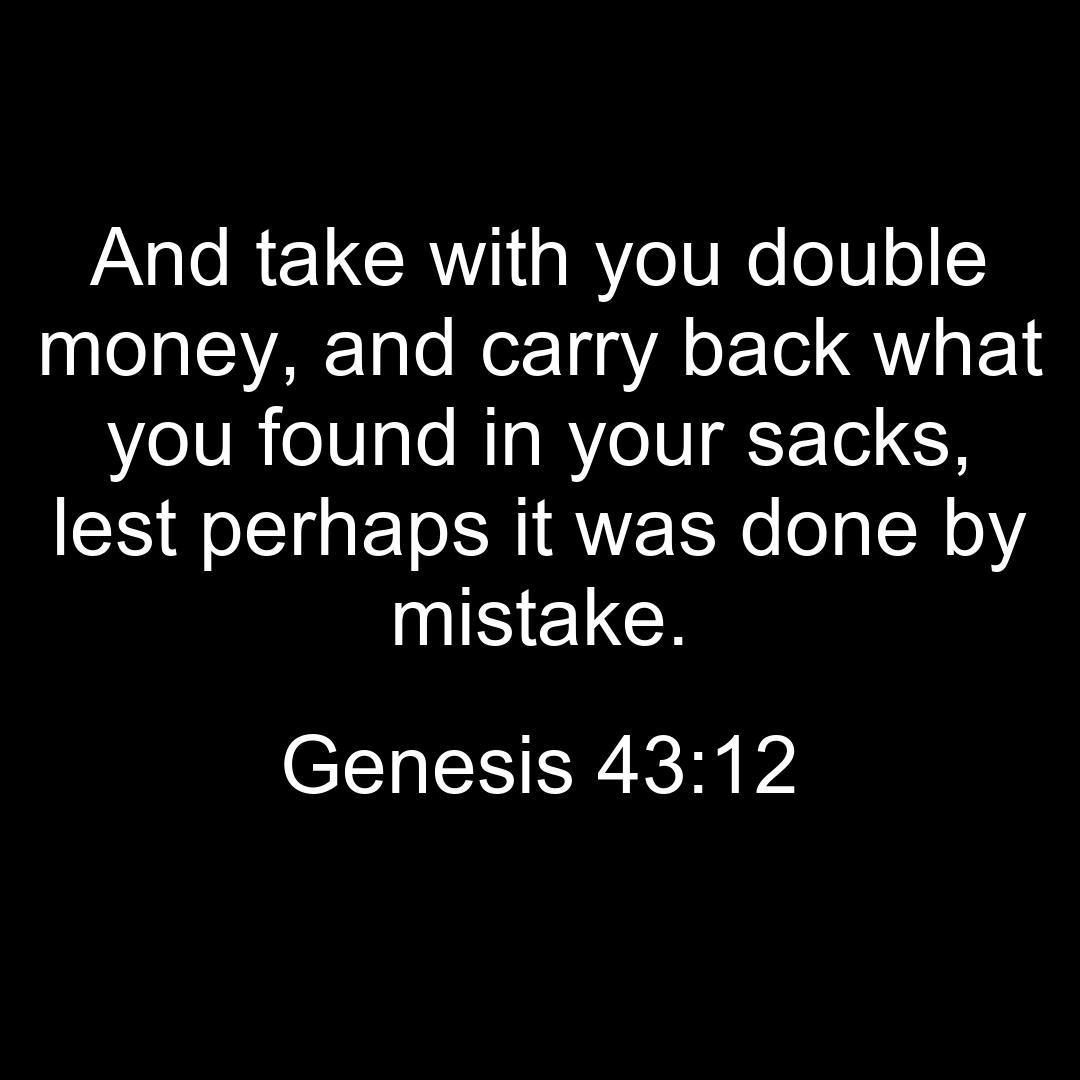 And take with you double
money, and carry back what
you found in your sacks,
lest perhaps it was done by
mistake.
Genesis 43:12